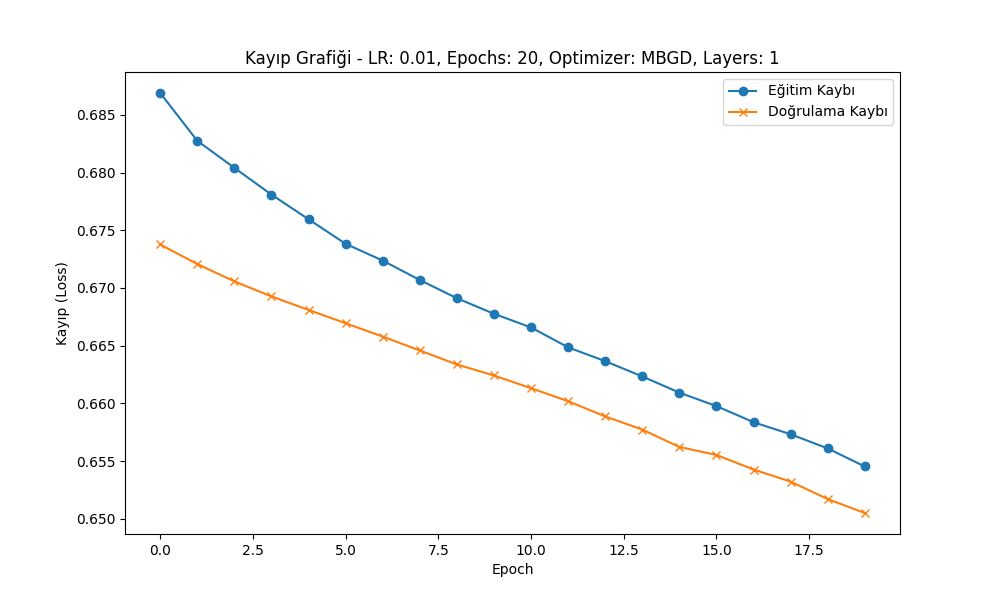 Kayıp Grafiği - LR: 0.01, Epochs: 20, Optimizer: MBGD, Layers: 1
Eğitim Kaybı
Doğrulama Kaybı
Kayıp (Loss)
0.685
0.680
0.675
0.670
0.665
0.660
0.655
0.650
0.0 2.5 5.0 7.5 10.0 12.5 15.0 17.5
Epoch